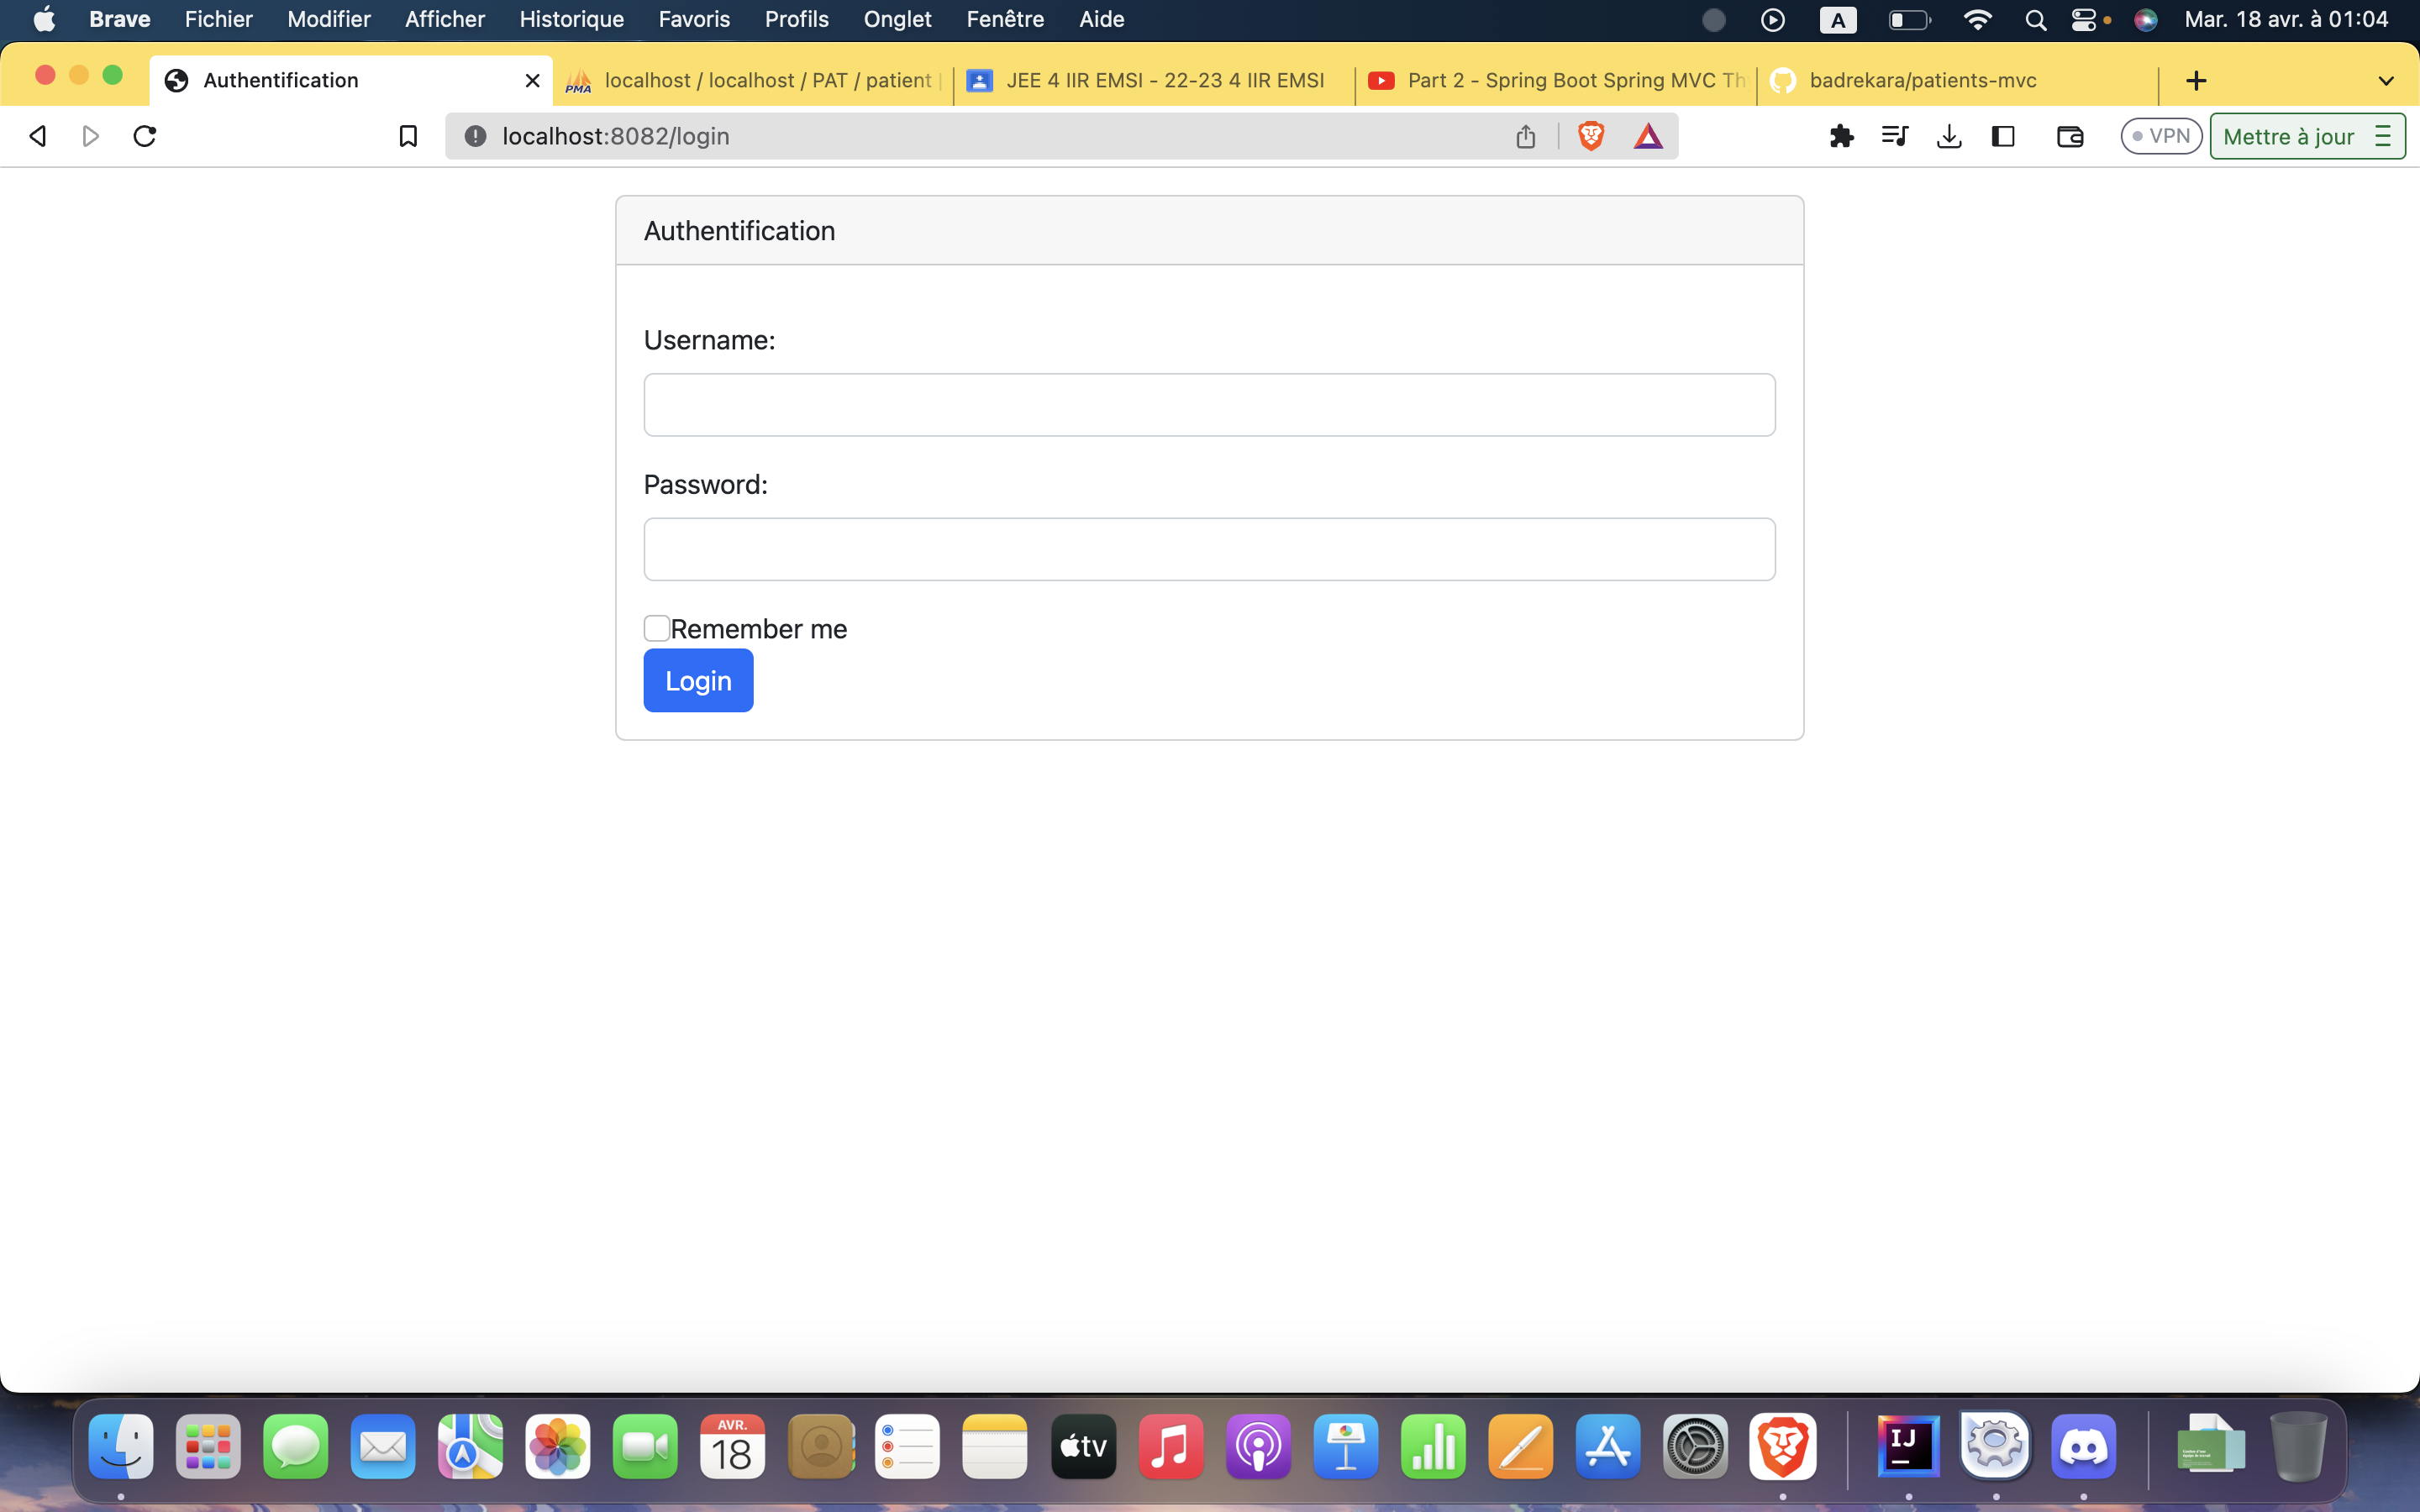 Brave Fichier Modifier Afficher Historique Favoris Profils Onglet Fenêtre Aide A Mar. 18 avr. à 01:04
Authentification localhost / localhost / PAT / patient JEE 4 IIR EMSI - 22-23 4 IIR EMSI Part 2 - Spring Boot Spring MVC Th badrekara/patients-mvc
localhost:8082/login VPN Mettre à jour
Authentification
Username:
Password:
Remember me
Login
AVR.
18
tv
IJ